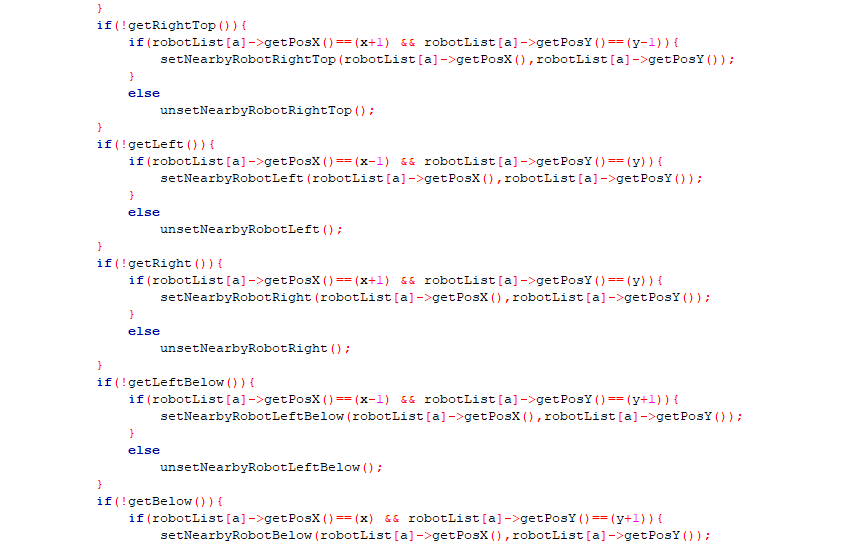 }
if(!getRightTop()){
if(robotList[a]->getPosX()==(x+1) && robotList[a]->getPosY()==(y-1)){
setNearbyRobotRightTop(robotList[a]->getPosX(),robotList[a]->getPosY());
}
else
unsetNearbyRobotRightTop();
}
if(!getLeft()){
if(robotList[a]->getPosX()==(x-1) && robotList[a]->getPosY()==(y)){
setNearbyRobotLeft(robotList[a]->getPosX(),robotList[a]->getPosY());
}
else
unsetNearbyRobotLeft();
}
if(!getRight()){
if(robotList[a]->getPosX()==(x+1) && robotList[a]->getPosY()==(y)){
setNearbyRobotRight(robotList[a]->getPosX(),robotList[a]->getPosY());
}
else
unsetNearbyRobotRight();
}
if(!getLeftBelow()){
if(robotList[a]->getPosX()==(x-1) && robotList[a]->getPosY()==(y+1)){
setNearbyRobotLeftBelow(robotList[a]->getPosX(),robotList[a]->getPosY());
}
else
unsetNearbyRobotLeftBelow();
}
if(!getBelow()){
if(robotList[a]->getPosX()==(x) && robotList[a]->getPosY()==(y+1)){
setNearbyRobotBelow(robotList[a]->getPosX(),robotList[a]->getPosY());